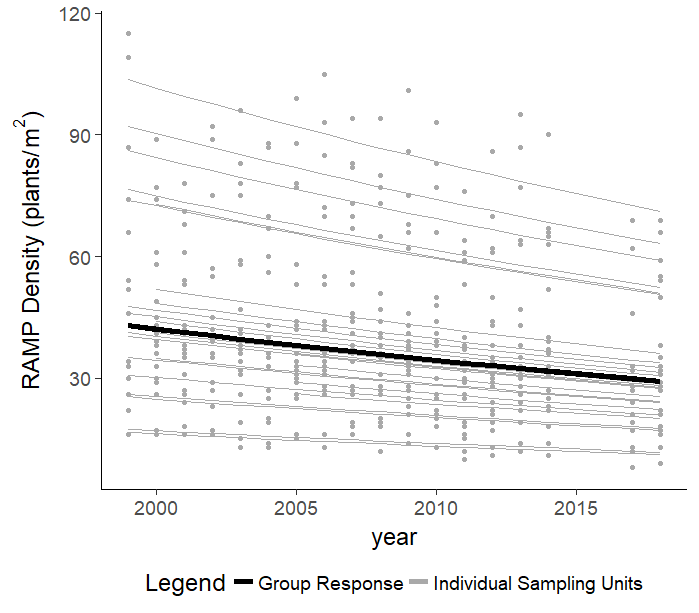 RAMP Density (plants/m²)
120
90
60
30
2000 2005 2010 2015
year
Legend Group Response Individual Sampling Units